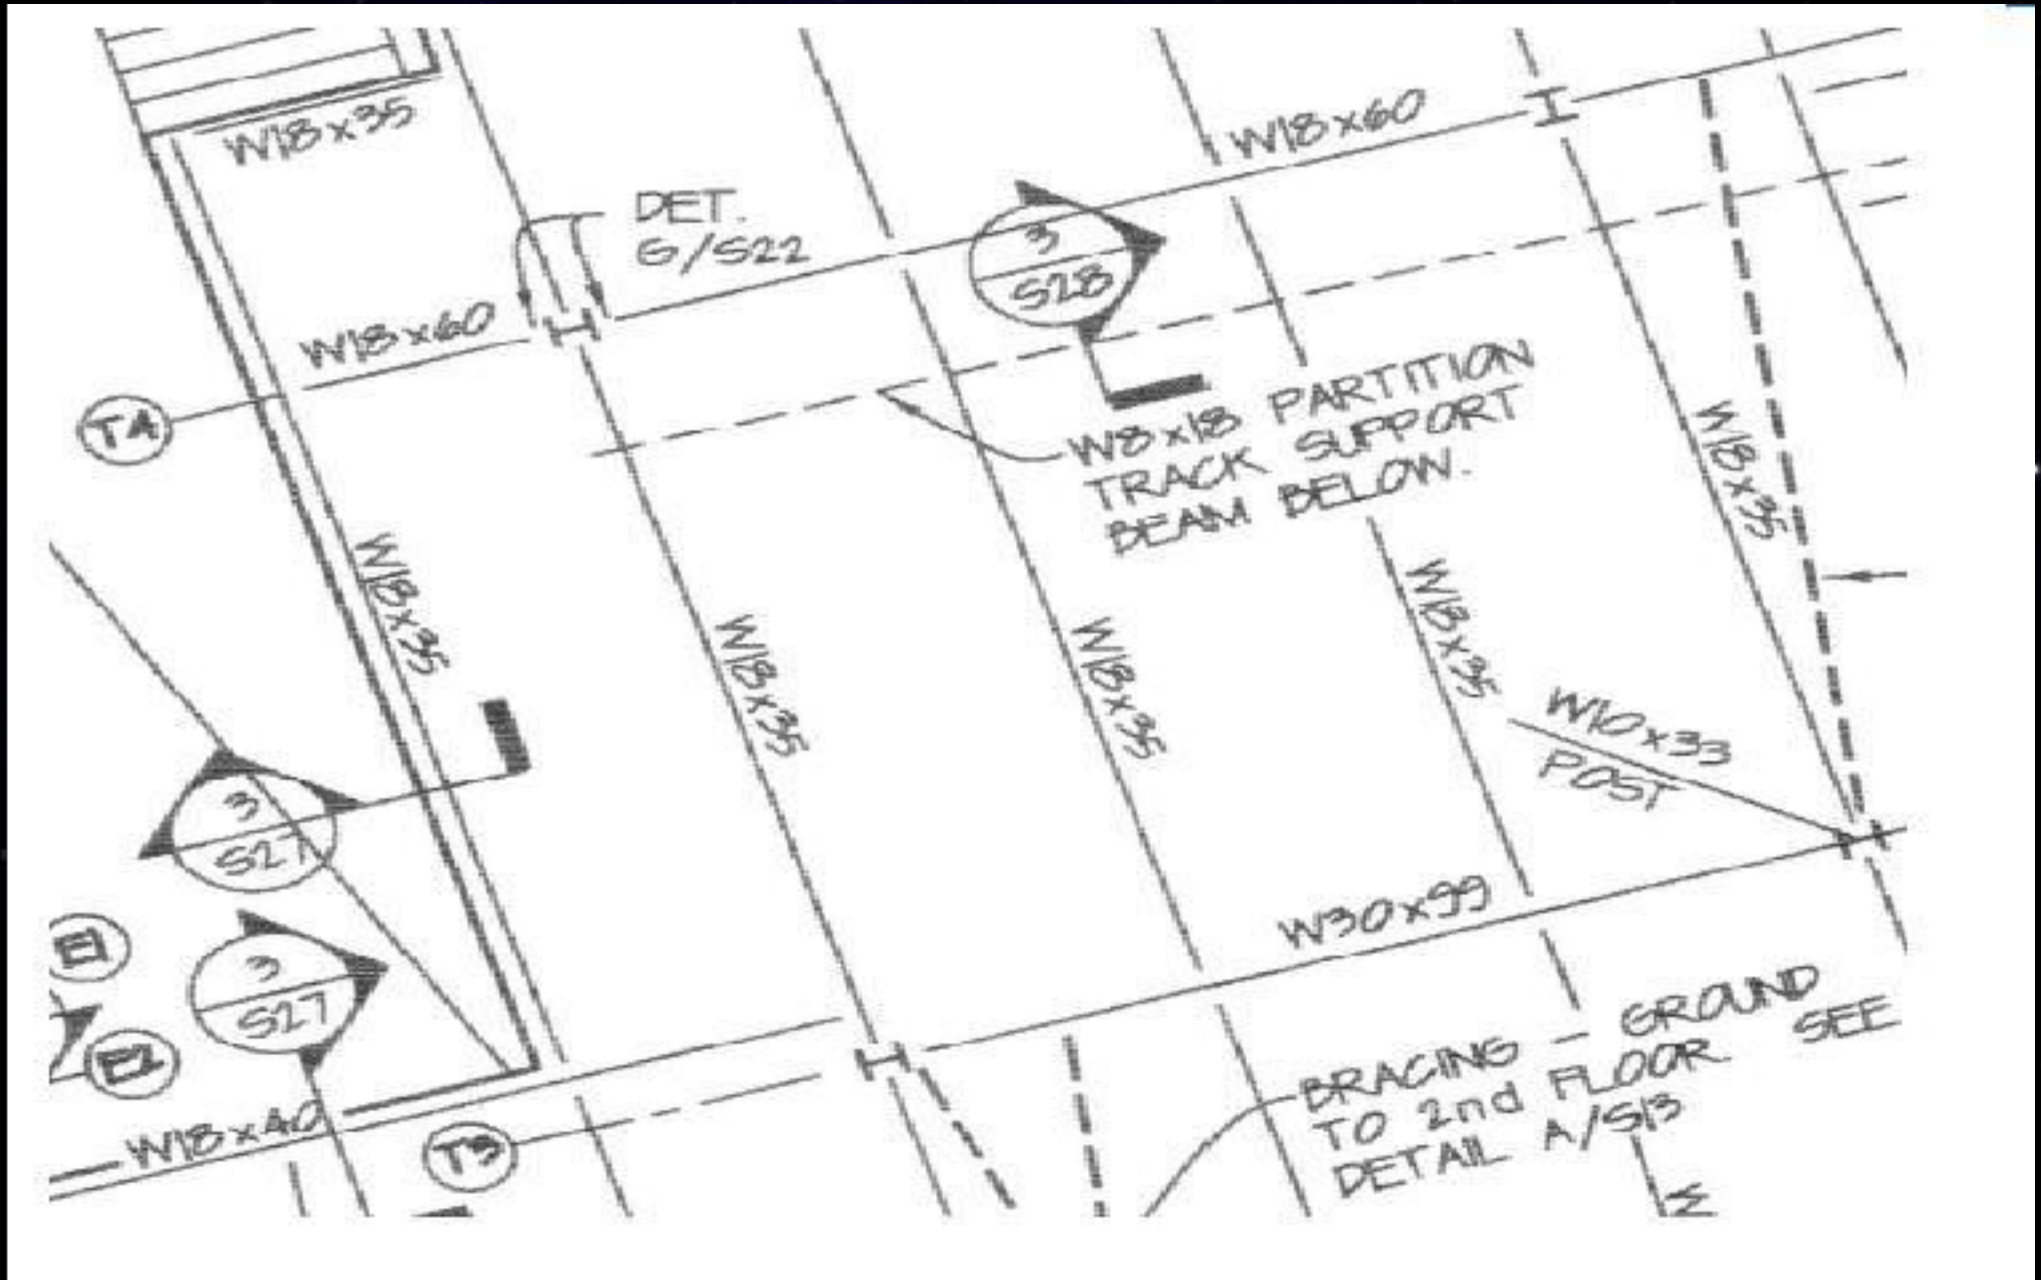 W18x35
W18x60
DET.
G/S22
3
S28
W18x60
T4
W8x18 PARTITION
TRACK SUPPORT
BEAM BELOW.
W18x35
W18x35
W18x35
W18x35
W18x35
W10x33
POST
3
S27
W30x99
E1
3
S27
E2
BRACING - GROUND
TO 2nd FLOOR. SEE
DETAIL A/S13
W18x40
T3
W